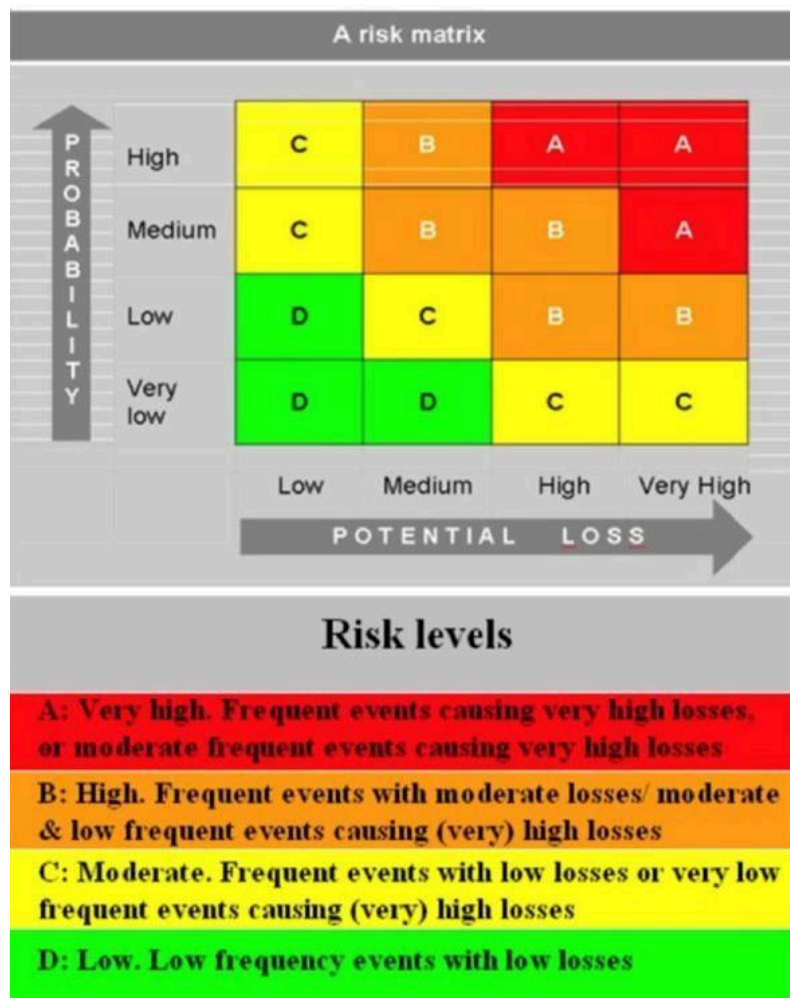 A risk matrix
PROBABILITY
High C B A A
Medium C B B A
Low D C B B
Very
low D D C C
Low Medium High Very High
POTENTIAL LOSS
Risk levels
A: Very high. Frequent events causing very high losses,
or moderate frequent events causing very high losses
B: High. Frequent events with moderate losses/ moderate
& low frequent events causing (very) high losses
C: Moderate. Frequent events with low losses or very low
frequent events causing (very) high losses
D: Low. Low frequency events with low losses